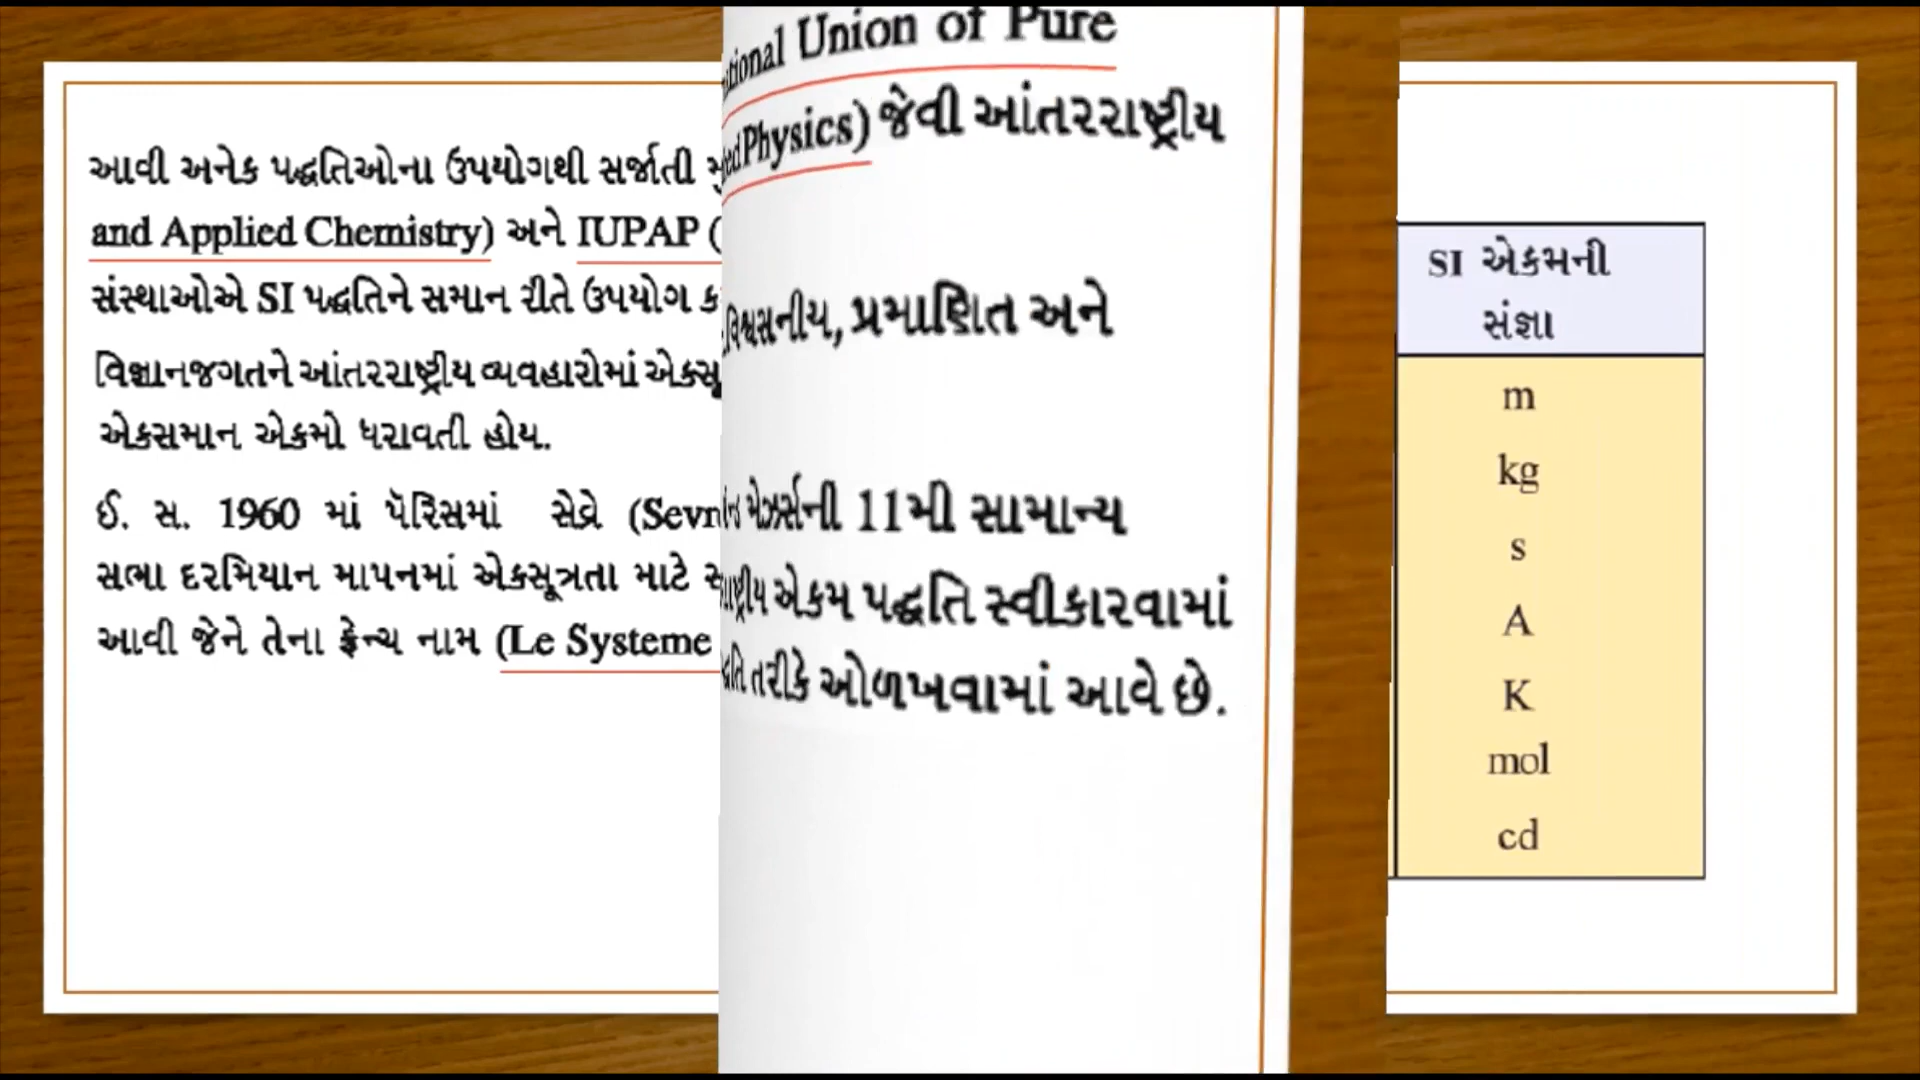 આવી અનેક પદ્ધતિઓના ઉપયોગથી સર્જાતી
and Applied Chemistry) અને IUPAP (
સંસ્થાઓએ SI પદ્ધતિને સમાન રીતે ઉપયોગ
વિજ્ઞાનજગતને આંતરરાષ્ટ્રીય વ્યવહારોમાં
એકસમાન એકમો ધરાવતી હોય.
ઈ. સ. 1960 માં પૅરિસમાં સેવ્રે
સભા દરમિયાન માપનમાં એકસૂત્રતા માટે
આવી જેને તેના ફ્રેન્ચ નામ (Le Systeme
Union of Pure
Physics) જેવી આંતરરાષ્ટ્રીય
પ્રમાણિત અને
મેઝર્સની 11મી સામાન્ય
એકમ પદ્ધતિ સ્વીકારવામાં
તરીકે ઓળખવામાં આવે છે.
SI એકમની
સંજ્ઞા
m
kg
s
A
K
mol
cd